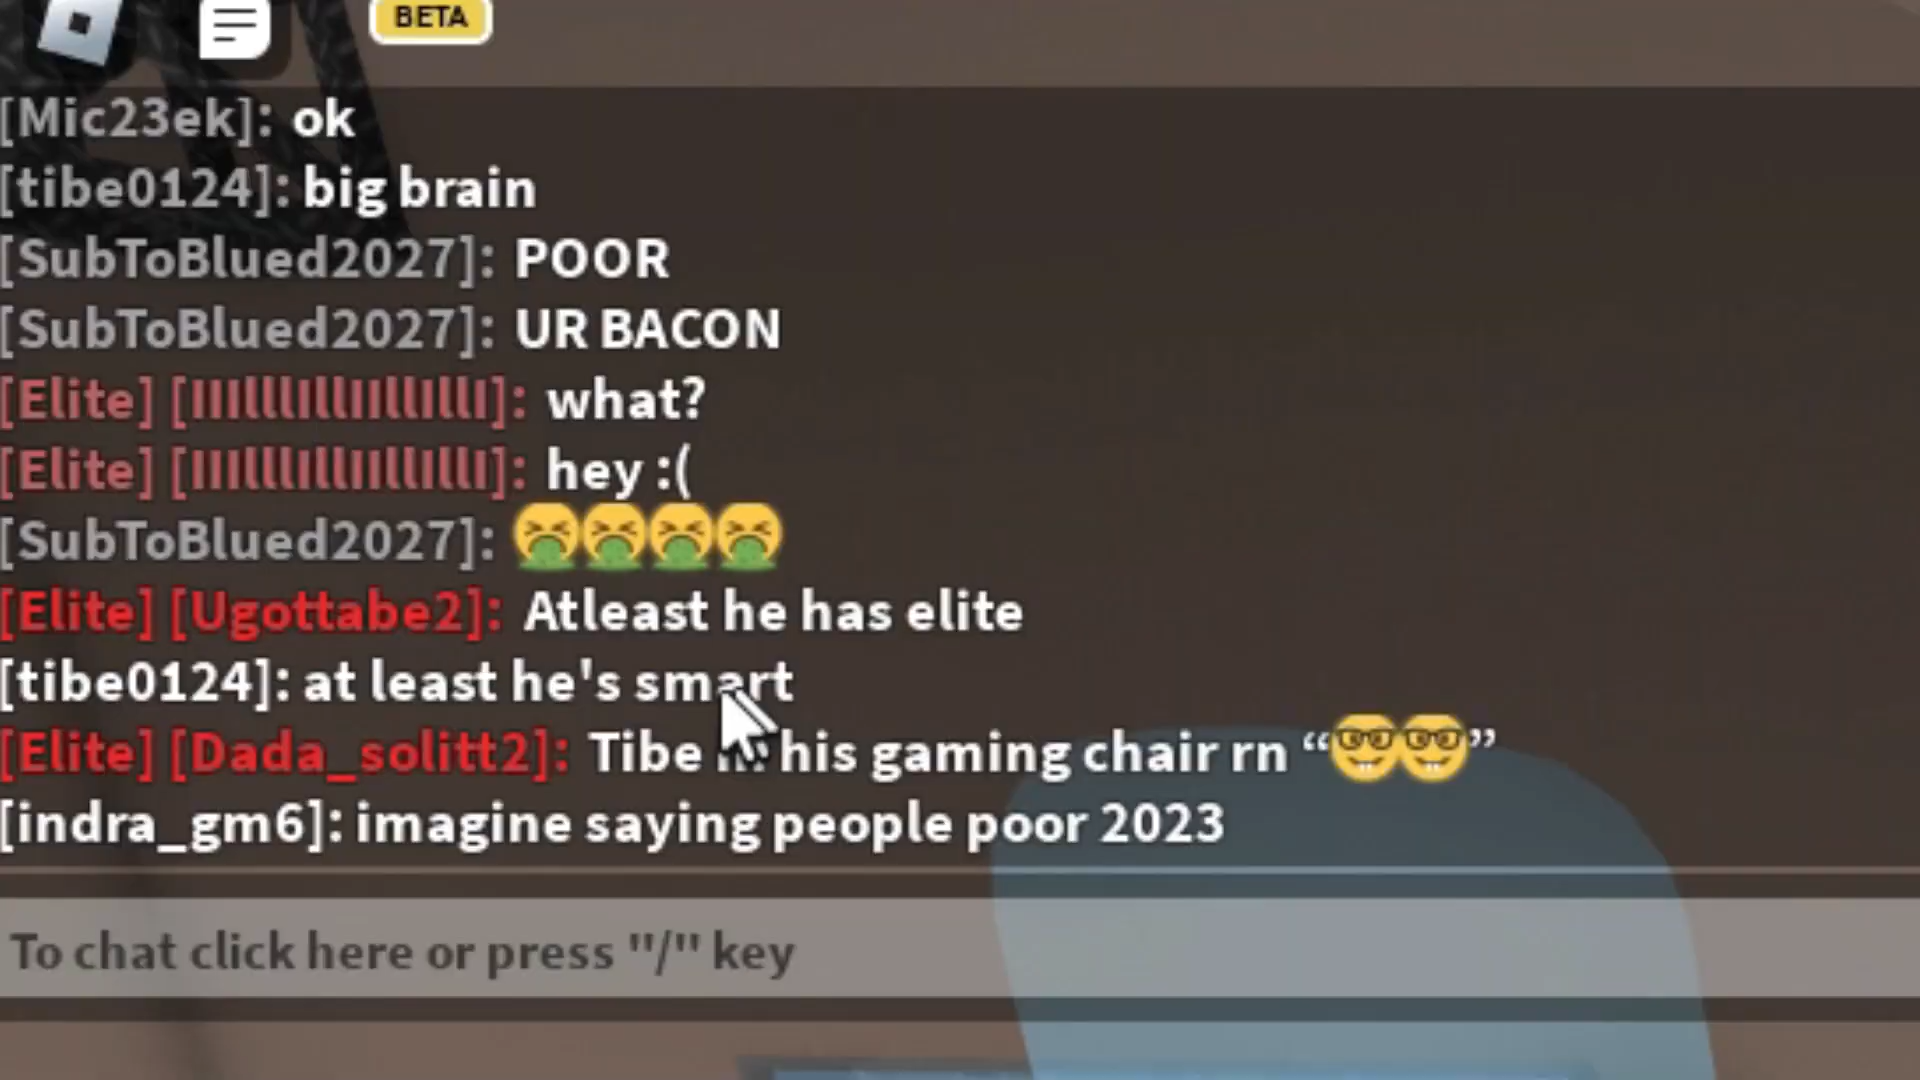 BETA
[Mic23ek]: ok
[tibe0124]: big brain
[SubToBlued2027]: POOR
[SubToBlued2027]: UR BACON
[Elite] [IIIlllIllIIllIllI]: what?
[Elite] [IIIlllIllIIllIllI]: hey :(
[SubToBlued2027]: 🤮🤮🤮🤮
[Elite] [Ugottabe2]: Atleast he has elite
[tibe0124]: at least he's smart
[Elite] [Dada_solitt2]: Tibe his gaming chair rn “🤓🤓”
[indra_gm6]: imagine saying people poor 2023
To chat click here or press "/" key